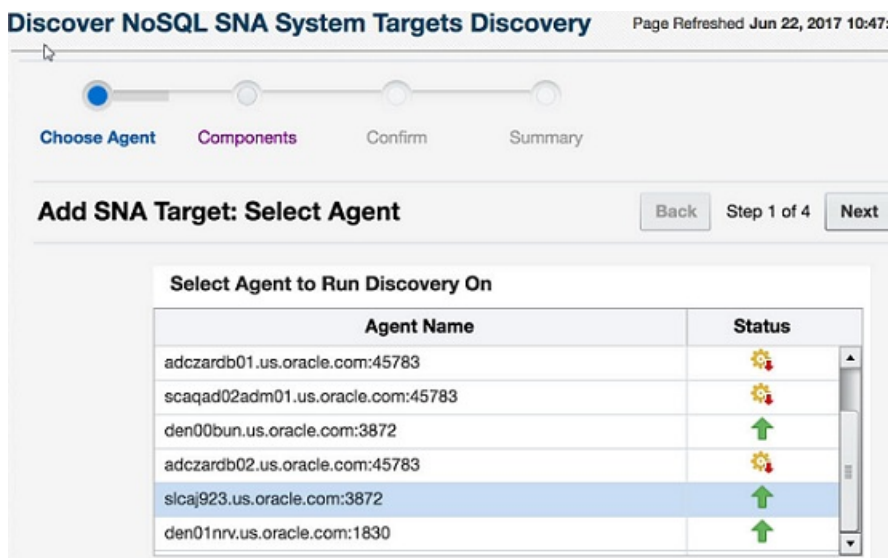 Discover NoSQL SNA System Targets Discovery Page Refreshed Jun 22, 2017 10:47:
Choose Agent Components Confirm Summary
Add SNA Target: Select Agent Back Step 1 of 4 Next
Select Agent to Run Discovery On
Agent Name Status
adczardb01.us.oracle.com:45783
scaqad02adm01.us.oracle.com:45783
den00bun.us.oracle.com:3872
adczardb02.us.oracle.com:45783
slcaj923.us.oracle.com:3872
den01nrv.us.oracle.com:1830